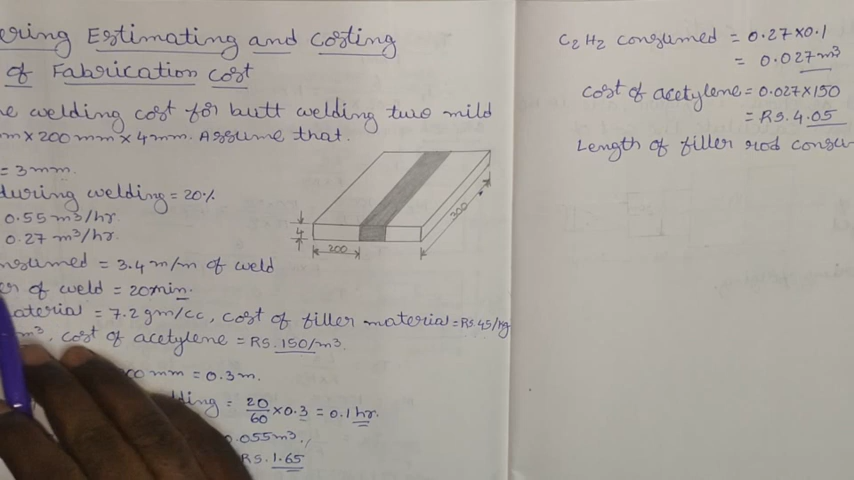 ering Estimating and Costing
of Fabrication cost
ne welding cost for butt welding two mild
m x 200 mm x 4 mm. Assume that.
= 3 mm.
during welding = 20%
0.55 m³/hr.
0.27 m³/hr.
nsumed = 3.4 m/m of weld
er of weld = 20 min.
aterial = 7.2 gm/cc, cost of filler material = Rs. 45/kg
m³, cost of acetylene = Rs. 150/m³.
00 mm = 0.3 m.
lding = 20/60 x 0.3 = 0.1 hr.
0.055 m³.,
Rs. 1.65
4
200
300
C₂H₂ consumed = 0.27 x 0.1
= 0.027 m³
Cost of acetylene = 0.027 x 150
= Rs. 4.05
Length of filler rod consu